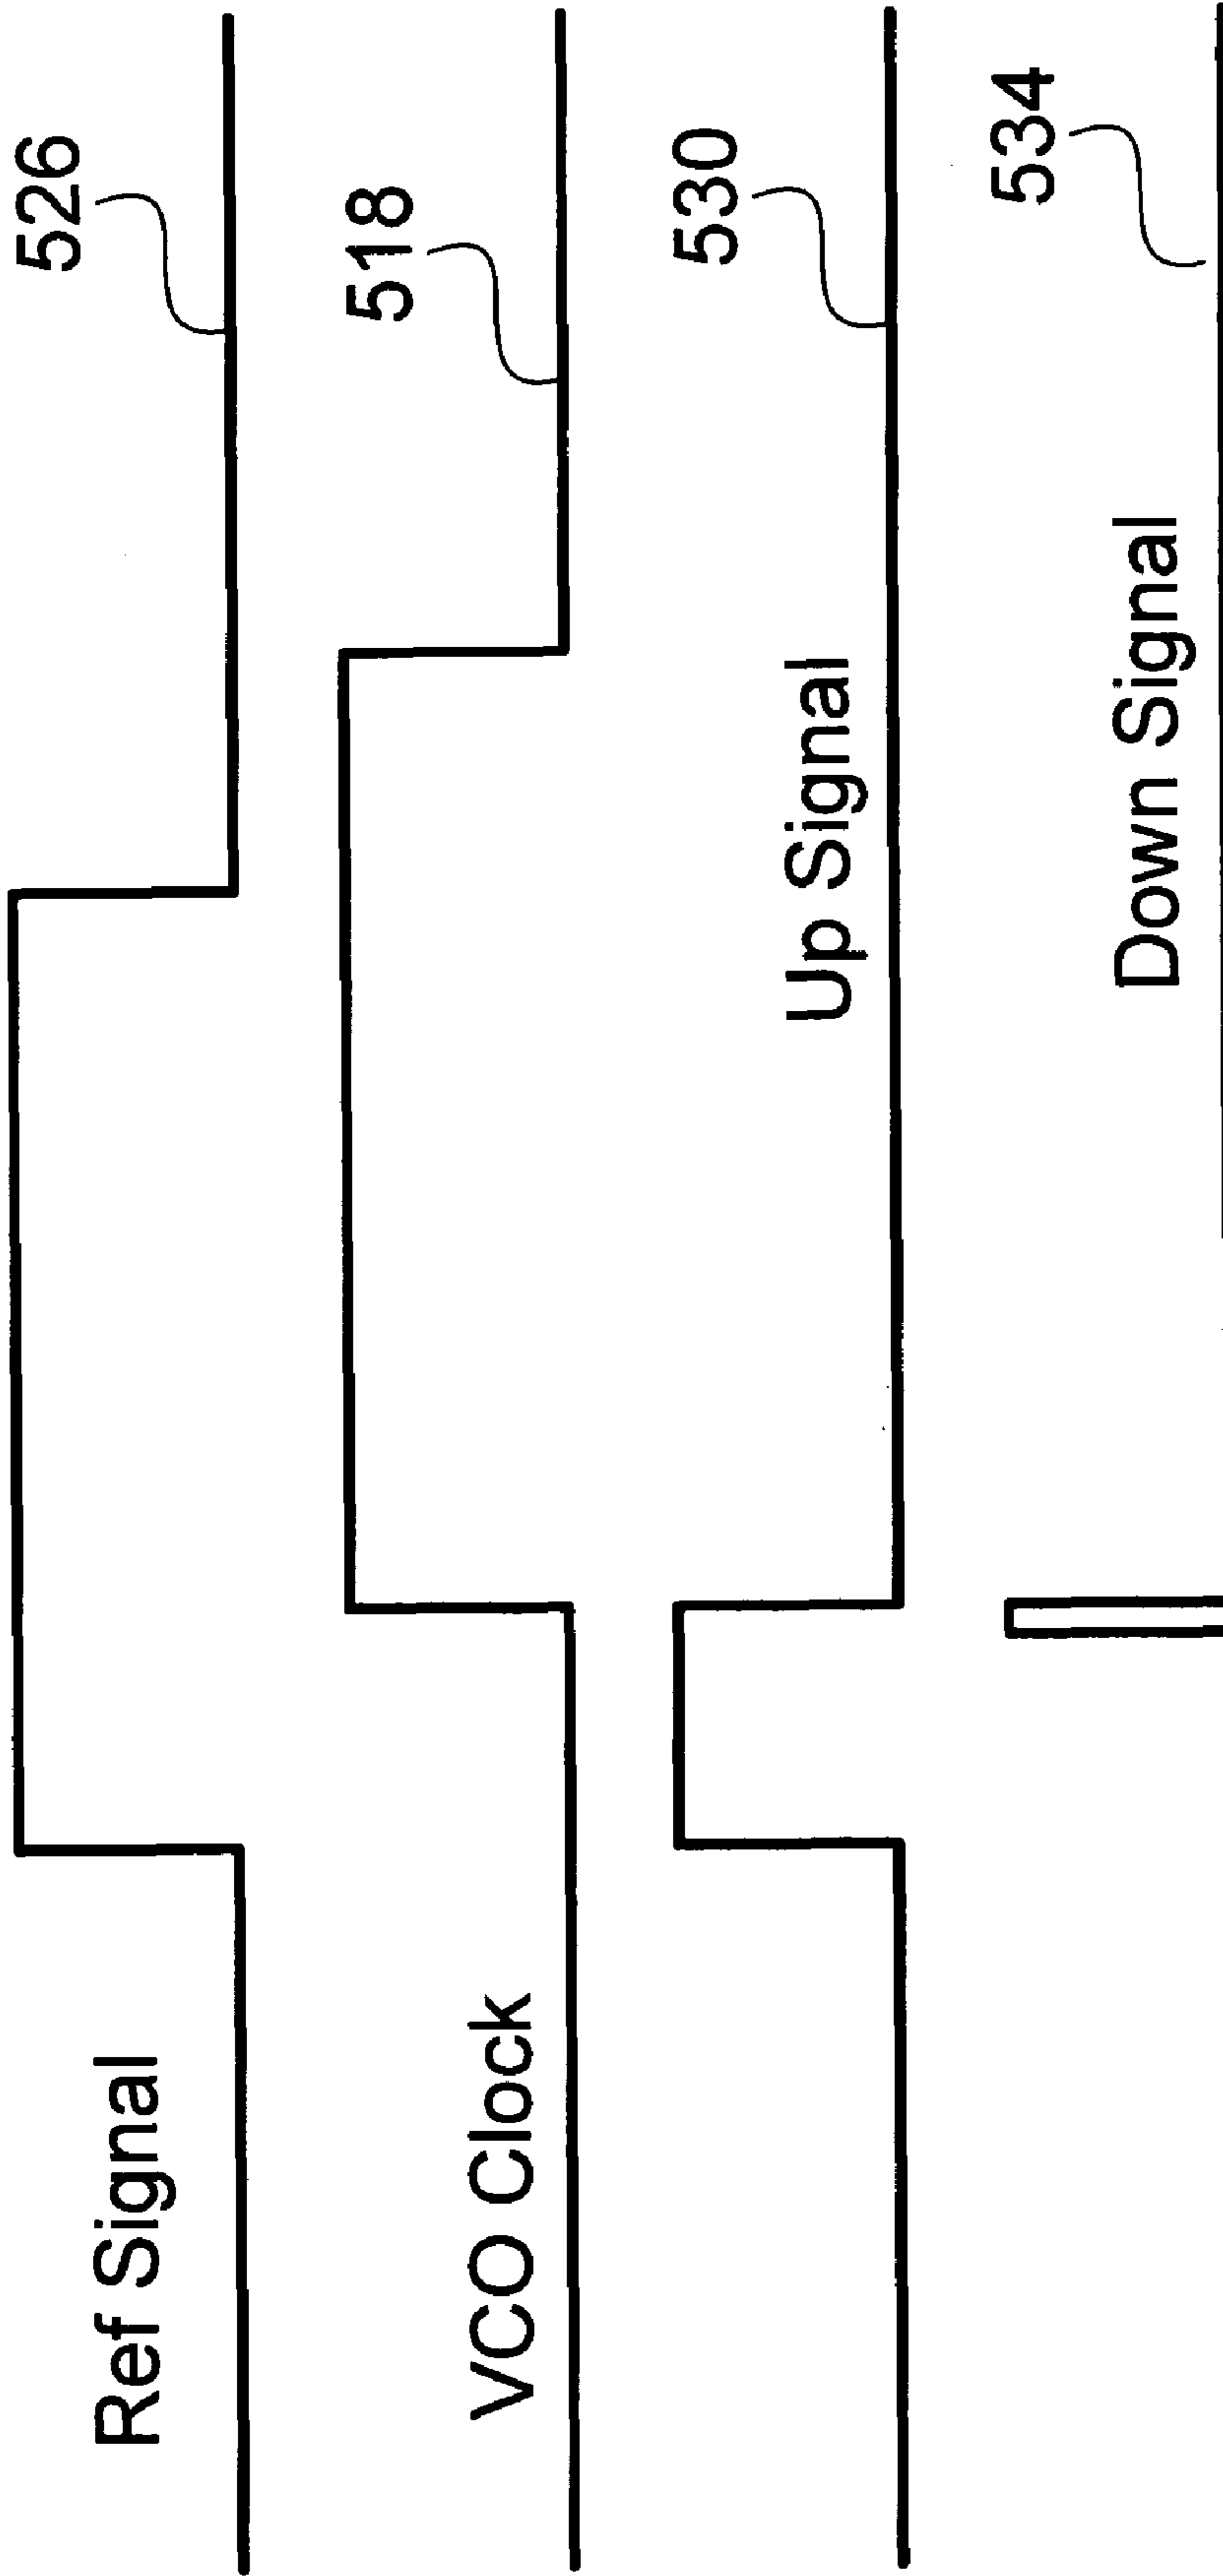 Ref Signal
526
VCO Clock
518
Up Signal
530
Down Signal
534